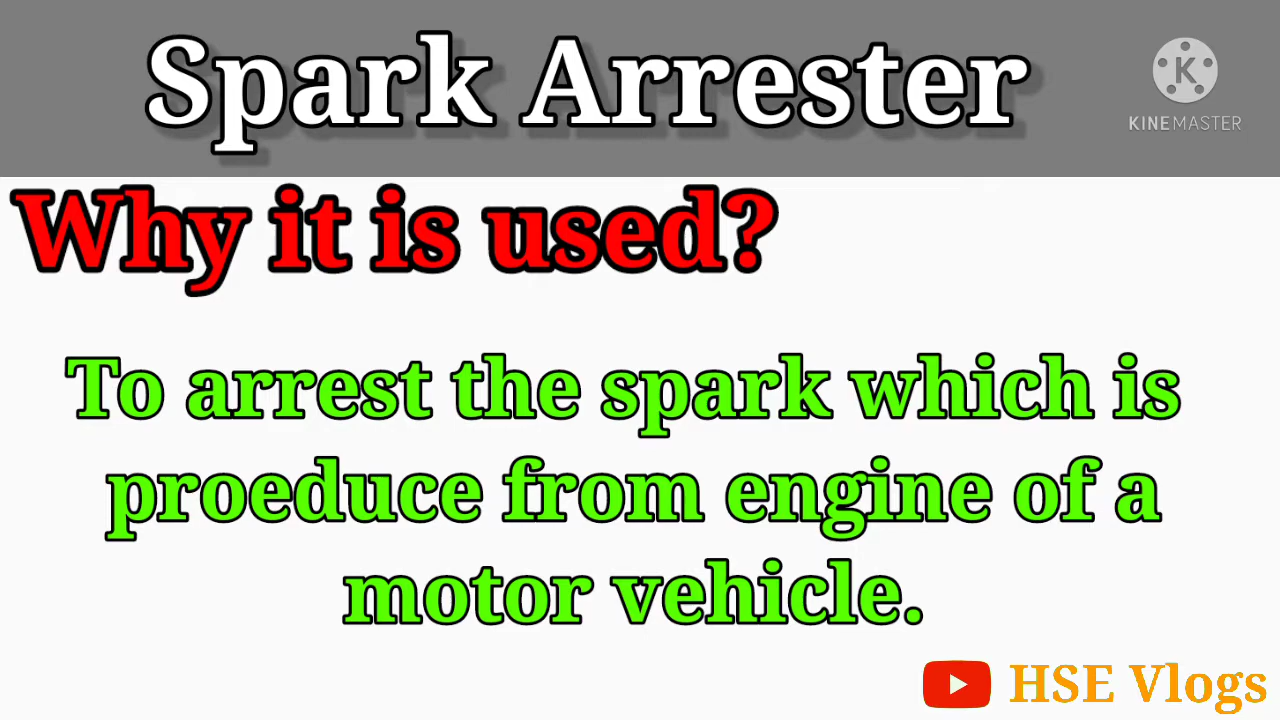 Spark Arrester
K
KINEMASTER
Why it is used?
To arrest the spark which is
proeduce from engine of a
motor vehicle.
HSE Vlogs